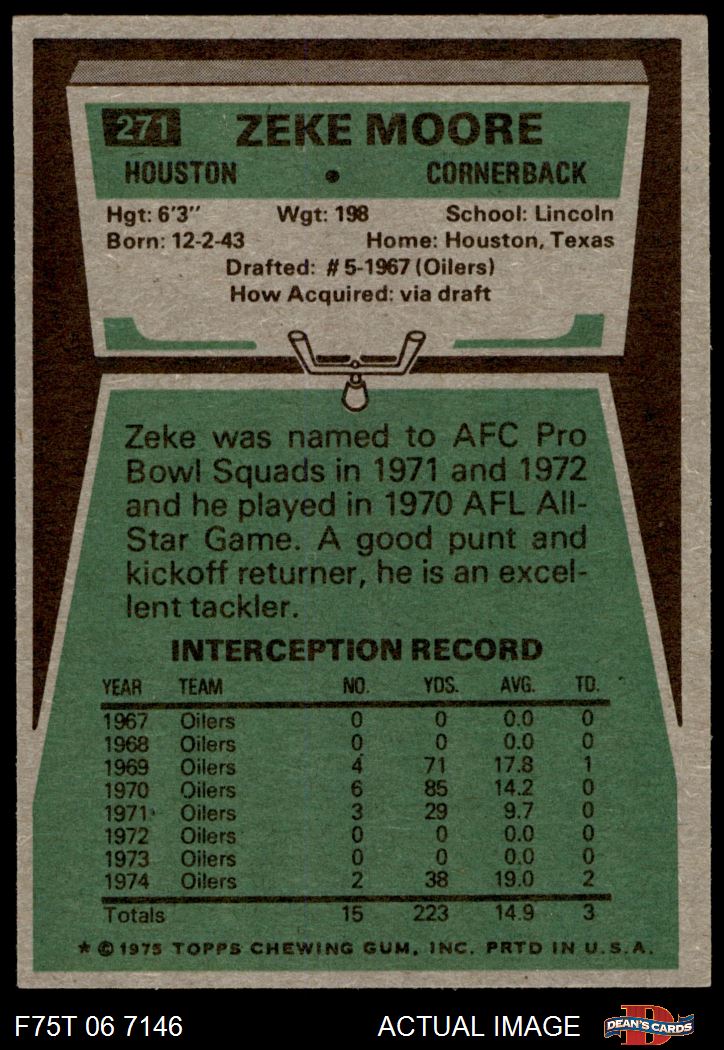 271 ZEKE MOORE
HOUSTON • CORNERBACK
Hgt: 6'3" Wgt: 198 School: Lincoln
Born: 12-2-43 Home: Houston, Texas
Drafted: #5-1967 (Oilers)
How Acquired: via draft
Zeke was named to AFC Pro
Bowl Squads in 1971 and 1972
and he played in 1970 AFL All-
Star Game. A good punt and
kickoff returner, he is an excel-
lent tackler.
INTERCEPTION RECORD
YEAR TEAM NO. YDS. AVG. TD.
1967 Oilers 0 0 0.0 0
1968 Oilers 0 0 0.0 0
1969 Oilers 4 71 17.8 1
1970 Oilers 6 85 14.2 0
1971 Oilers 3 29 9.7 0
1972 Oilers 0 0 0.0 0
1973 Oilers 0 0 0.0 0
1974 Oilers 2 38 19.0 2
Totals 15 223 14.9 3
* © 1975 TOPPS CHEWING GUM, INC. PRTD IN U.S.A.
F75T 06 7146 ACTUAL IMAGE D DEAN'S CARDS